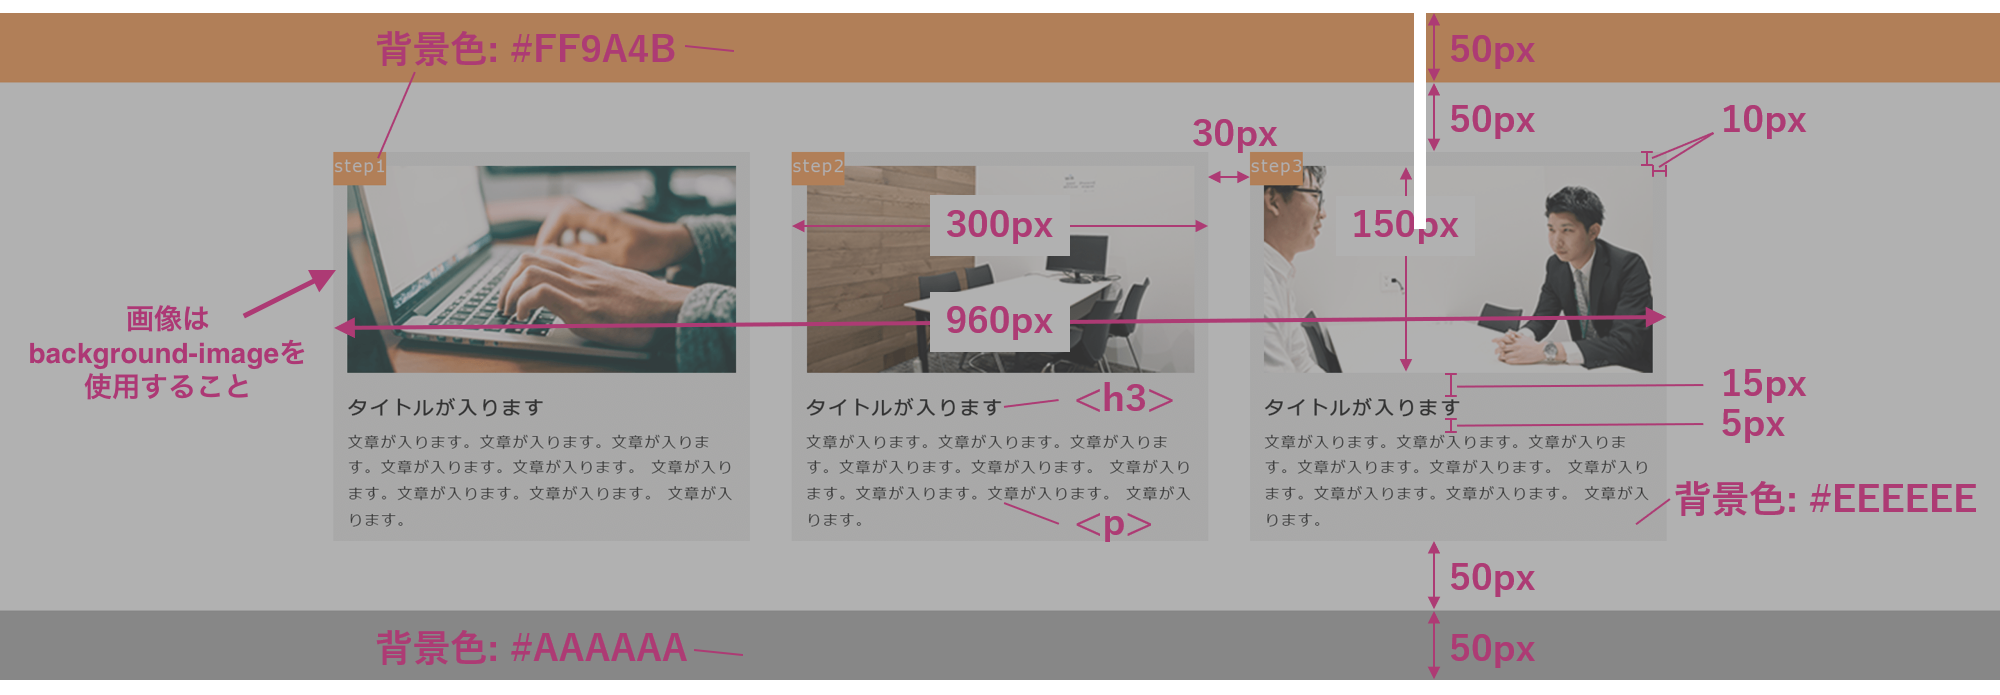 背景色: #FF9A4B
50px
50px
10px
30px
step1
step2
step3
300px
150px
960px
画像は
background-imageを
使用すること
タイトルが入ります
文章が入ります。文章が入ります。文章が入りま
す。文章が入ります。文章が入ります。 文章が入り
ます。文章が入ります。文章が入ります。 文章が入
ります。
タイトルが入ります
<h3>
文章が入ります。文章が入ります。文章が入りま
す。文章が入ります。文章が入ります。 文章が入り
ます。文章が入ります。文章が入ります。 文章が入
ります。
<p>
タイトルが入ります
15px
5px
文章が入ります。文章が入ります。文章が入りま
す。文章が入ります。文章が入ります。 文章が入り
ます。文章が入ります。文章が入ります。 文章が入
ります。
背景色: #EEEEEE
50px
背景色: #AAAAAA
50px